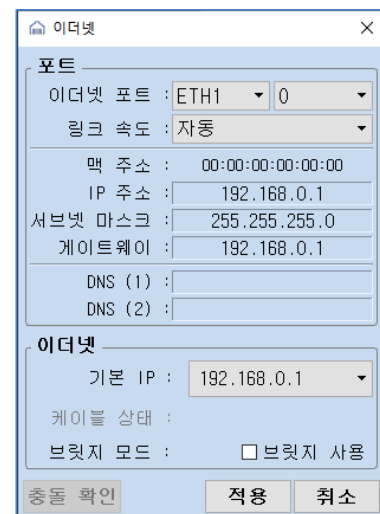 이더넷
포트
이더넷 포트 : ETH1 0
링크 속도 : 자동
맥 주소 : 00:00:00:00:00:00
IP 주소 : 192.168.0.1
서브넷 마스크 : 255.255.255.0
게이트웨이 : 192.168.0.1
DNS (1) :
DNS (2) :
이더넷
기본 IP : 192.168.0.1
케이블 상태 :
브릿지 모드 : 브릿지 사용
충돌 확인 적용 취소